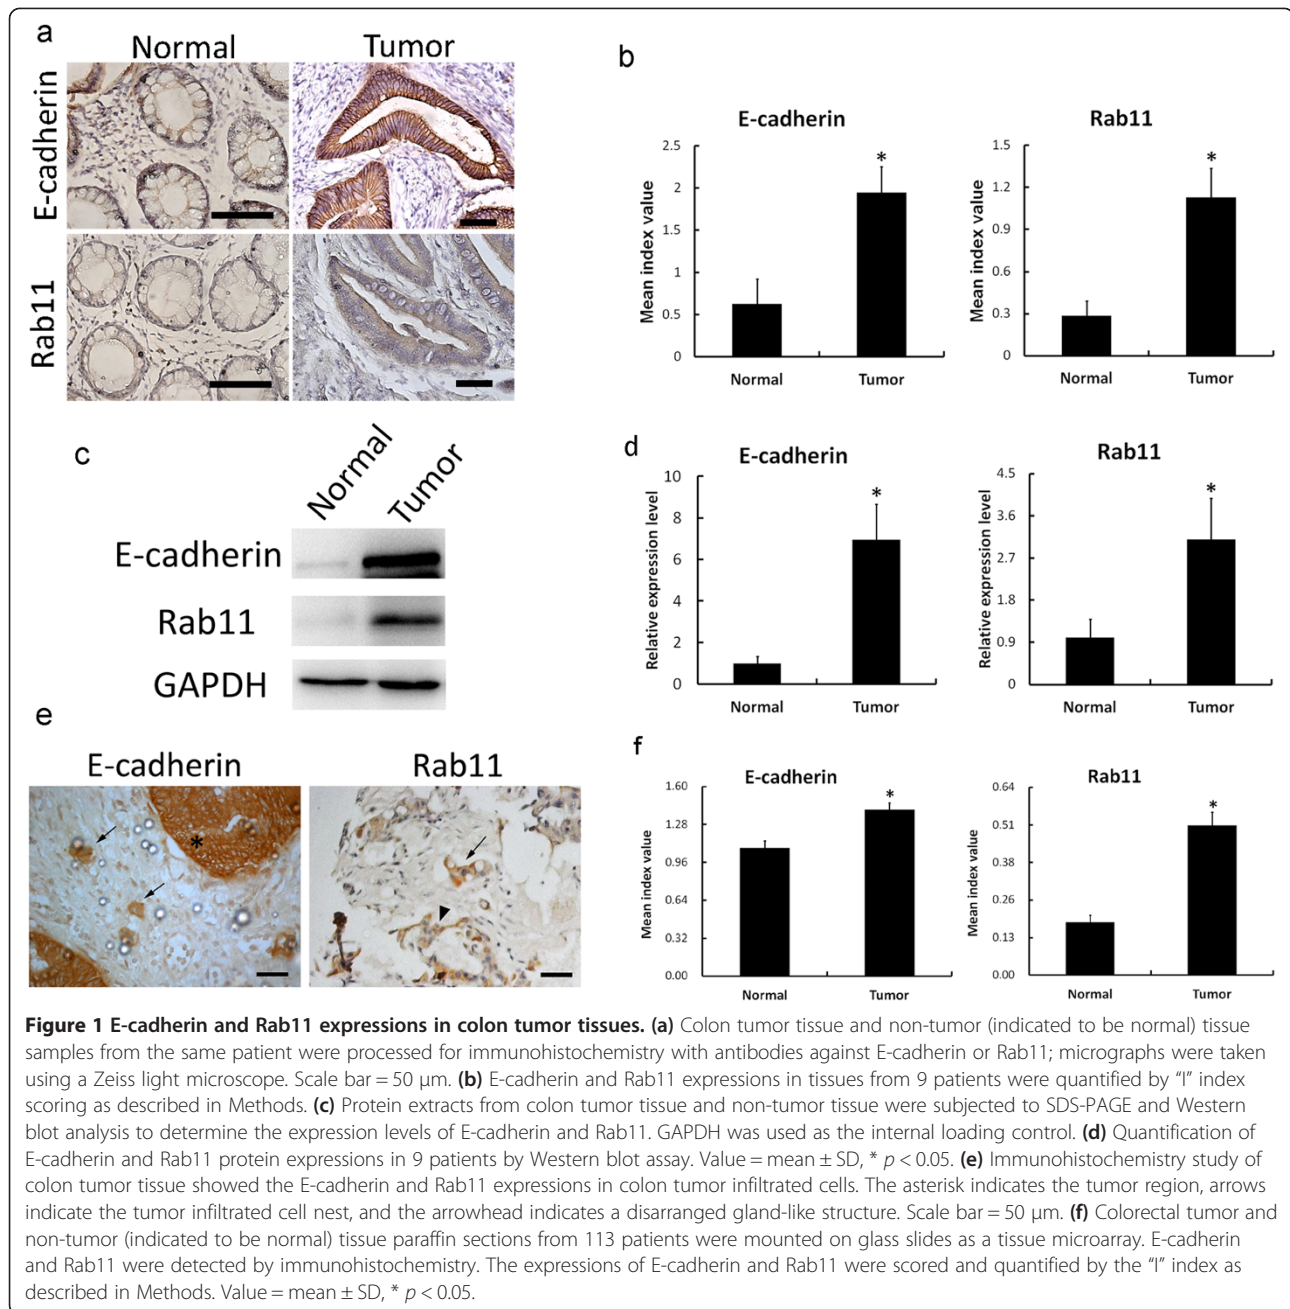 a
Normal
Tumor
E-cadherin
Rab11
b
E-cadherin
Mean index value
2.5
2
1.5
1
0.5
0
*
Normal
Tumor
Rab11
Mean index value
1.5
1.2
0.9
0.6
0.3
0
*
Normal
Tumor
c
Normal
Tumor
E-cadherin
Rab11
GAPDH
d
E-cadherin
Relative expression level
10
8
6
4
2
0
*
Normal
Tumor
Rab11
Relative expression level
4.5
3.6
2.7
1.8
0.9
0
*
Normal
Tumor
e
E-cadherin
Rab11
*
f
E-cadherin
Mean index value
1.60
1.28
0.96
0.64
0.32
0.00
*
Normal
Tumor
Rab11
Mean index value
0.64
0.51
0.38
0.26
0.13
0.00
*
Normal
Tumor
Figure 1 E-cadherin and Rab11 expressions in colon tumor tissues. (a) Colon tumor tissue and non-tumor (indicated to be normal) tissue
samples from the same patient were processed for immunohistochemistry with antibodies against E-cadherin or Rab11; micrographs were taken
using a Zeiss light microscope. Scale bar = 50 μm. (b) E-cadherin and Rab11 expressions in tissues from 9 patients were quantified by “I” index
scoring as described in Methods. (c) Protein extracts from colon tumor tissue and non-tumor tissue were subjected to SDS-PAGE and Western
blot analysis to determine the expression levels of E-cadherin and Rab11. GAPDH was used as the internal loading control. (d) Quantification of
E-cadherin and Rab11 protein expressions in 9 patients by Western blot assay. Value = mean ± SD, * p < 0.05. (e) Immunohistochemistry study of
colon tumor tissue showed the E-cadherin and Rab11 expressions in colon tumor infiltrated cells. The asterisk indicates the tumor region, arrows
indicate the tumor infiltrated cell nest, and the arrowhead indicates a disarranged gland-like structure. Scale bar = 50 μm. (f) Colorectal tumor and
non-tumor (indicated to be normal) tissue paraffin sections from 113 patients were mounted on glass slides as a tissue microarray. E-cadherin
and Rab11 were detected by immunohistochemistry. The expressions of E-cadherin and Rab11 were scored and quantified by the “I” index as
described in Methods. Value = mean ± SD, * p < 0.05.